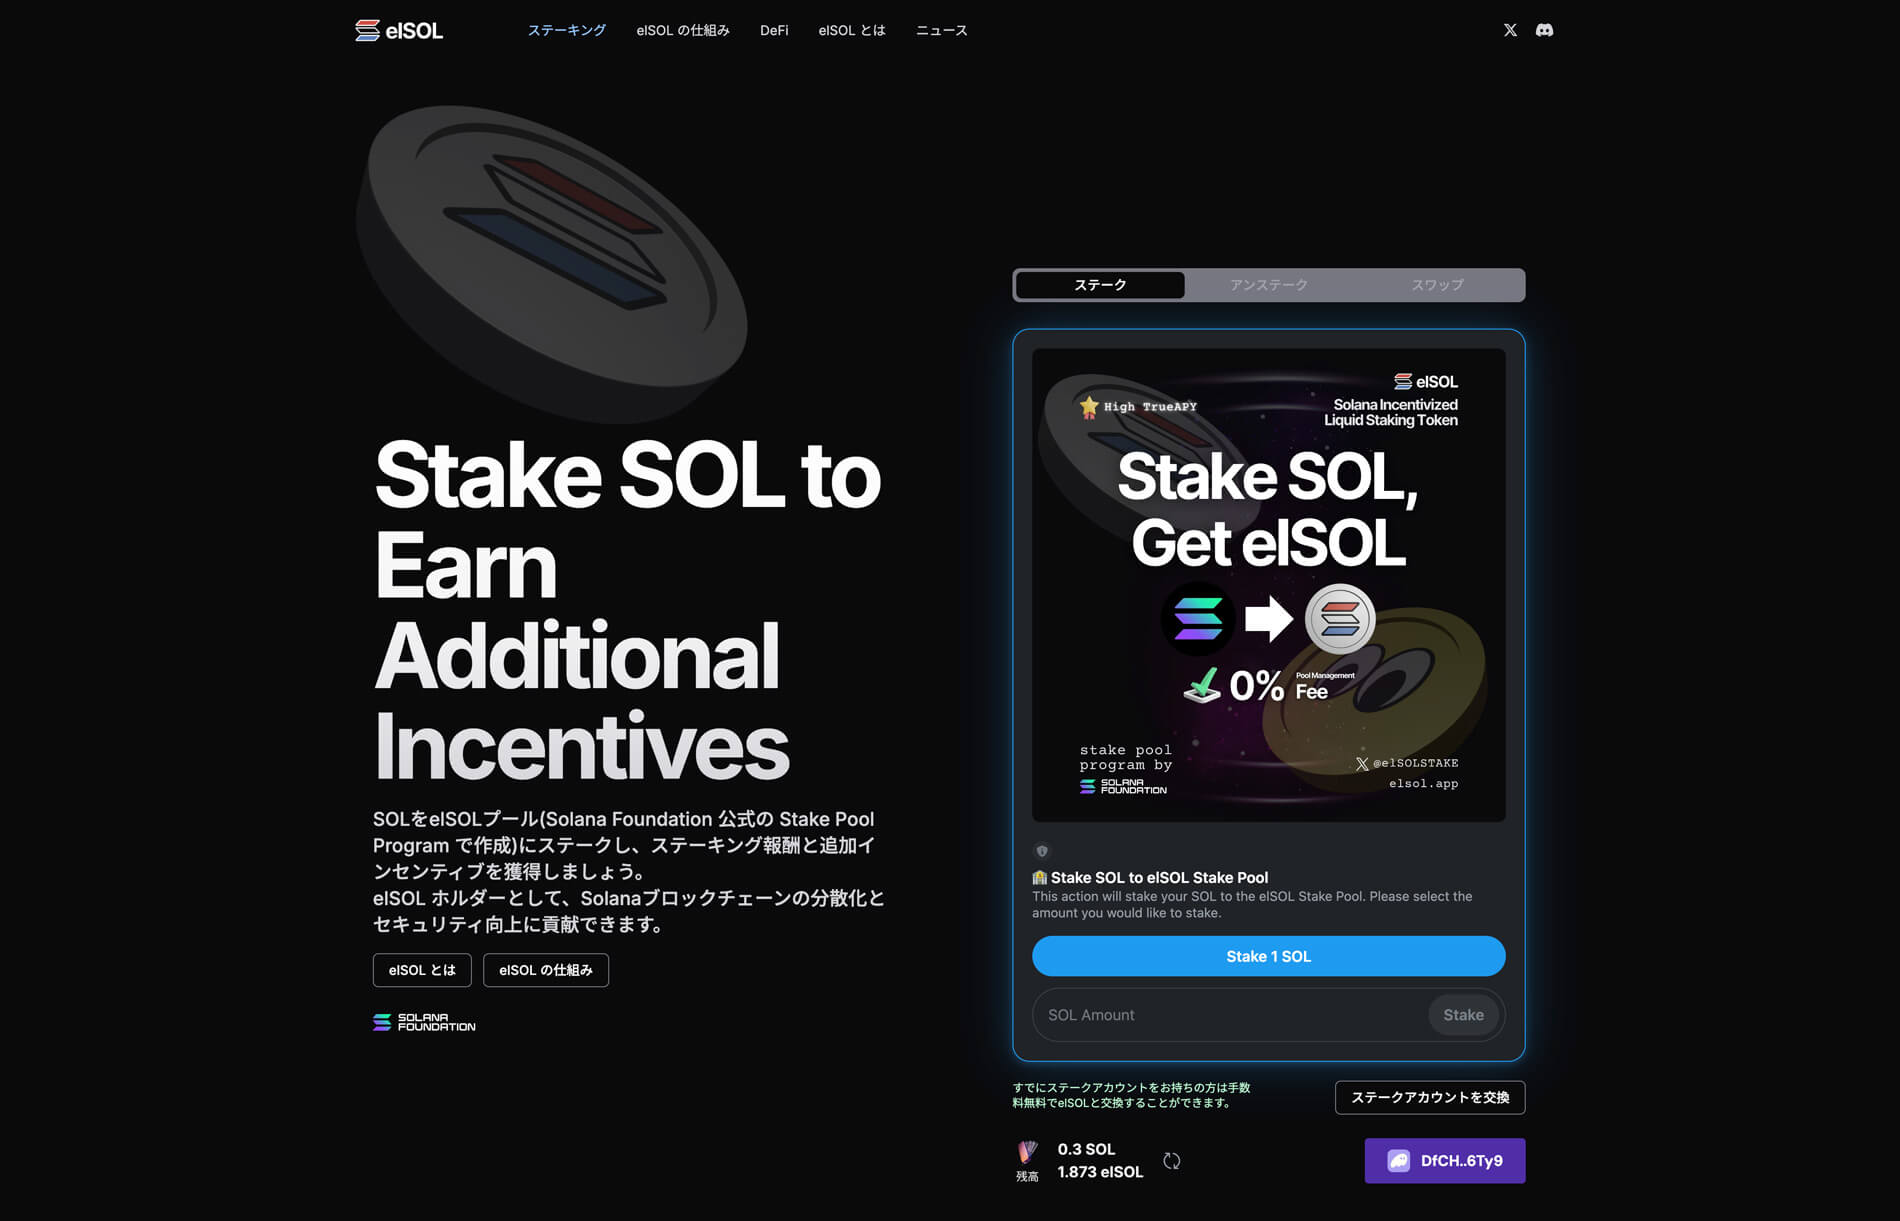 elSOL
ステーキング
elSOL の仕組み
DeFi
elSOL とは
ニュース
Stake SOL to
Earn
Additional
Incentives
SOLをelSOLプール(Solana Foundation 公式の Stake Pool
Program で作成)にステークし、ステーキング報酬と追加イ
ンセンティブを獲得しましょう。
elSOL ホルダーとして、Solanaブロックチェーンの分散化と
セキュリティ向上に貢献できます。
elSOL とは
elSOL の仕組み
SOLANA
FOUNDATION
ステーク
アンステーク
スワップ
High TrueAPY
elSOL
Solana Incentivized
Liquid Staking Token
Stake SOL,
Get elSOL
0%
Pool Management
Fee
stake pool
program by
SOLANA
FOUNDATION
@elSOLSTAKE
elsol.app
Stake SOL to elSOL Stake Pool
This action will stake your SOL to the elSOL Stake Pool. Please select the
amount you would like to stake.
Stake 1 SOL
SOL Amount
Stake
すでにステークアカウントをお持ちの方は手数
料無料でelSOLと交換することができます。
ステークアカウントを交換
残高
0.3 SOL
1.873 elSOL
DfCH..6Ty9